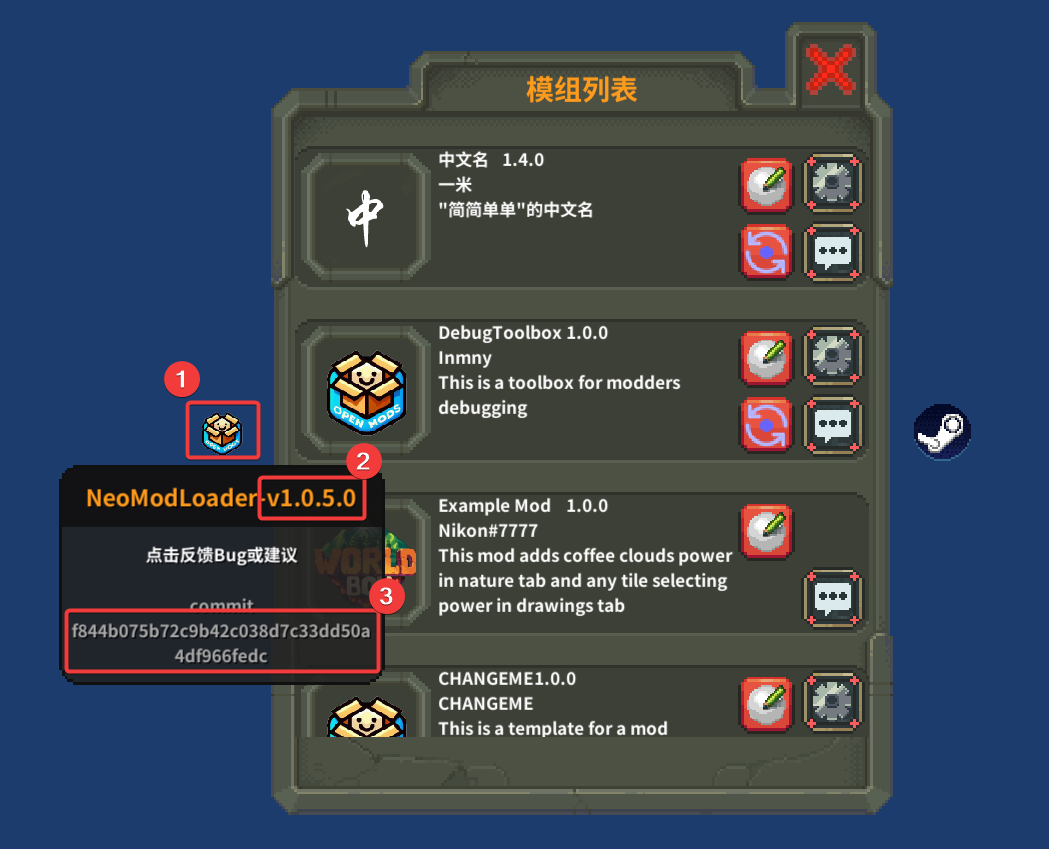 模组列表
中
中文名 1.4.0
一米
"简简单单"的中文名
OPEN MODS
DebugToolbox 1.0.0
Inmny
This is a toolbox for modders
debugging
1
2
NeoModLoader-v1.0.5.0
点击反馈Bug或建议
commit
3
f844b075b72c9b42c038d7c33dd50a
4df966fedc
WORLD
BOX
Example Mod 1.0.0
Nikon#7777
This mod adds coffee clouds power
in nature tab and any tile selecting
power in drawings tab
CHANGEME1.0.0
CHANGEME
This is a template for a mod